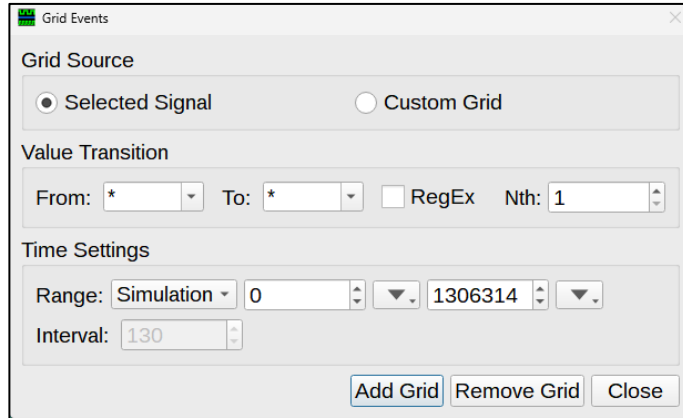 Grid Events
Grid Source
Selected Signal Custom Grid
Value Transition
From: * To: * RegEx Nth: 1
Time Settings
Range: Simulation 0 1306314
Interval: 130
Add Grid Remove Grid Close